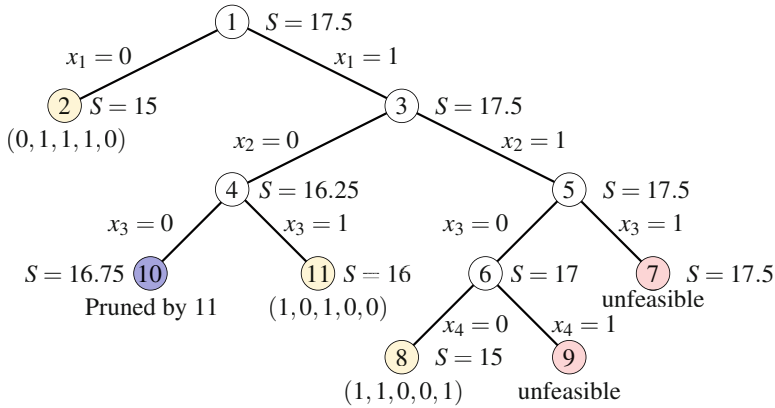 1 S = 17.5
x₁ = 0 x₁ = 1
2 S = 15 3 S = 17.5
(0, 1, 1, 1, 0)
x₂ = 0 x₂ = 1
4 S = 16.25 5 S = 17.5
x₃ = 0 x₃ = 1 x₃ = 0 x₃ = 1
S = 16.75 10 11 S = 16 6 S = 17 7 S = 17.5
Pruned by 11 (1, 0, 1, 0, 0) unfeasible
x₄ = 0 x₄ = 1
8 S = 15 9
(1, 1, 0, 0, 1) unfeasible